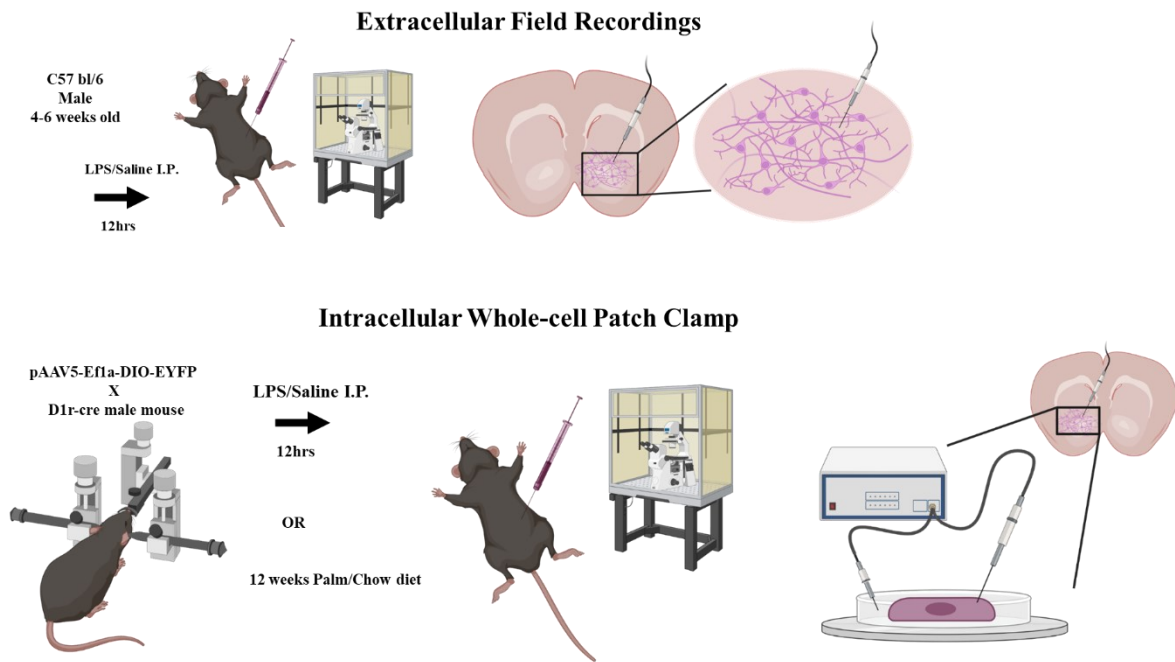 Extracellular Field Recordings
C57 bl/6
Male
4-6 weeks old
LPS/Saline I.P.
12hrs
Intracellular Whole-cell Patch Clamp
pAAV5-Ef1a-DIO-EYFP
X
D1r-cre male mouse
LPS/Saline I.P.
12hrs
OR
12 weeks Palm/Chow diet